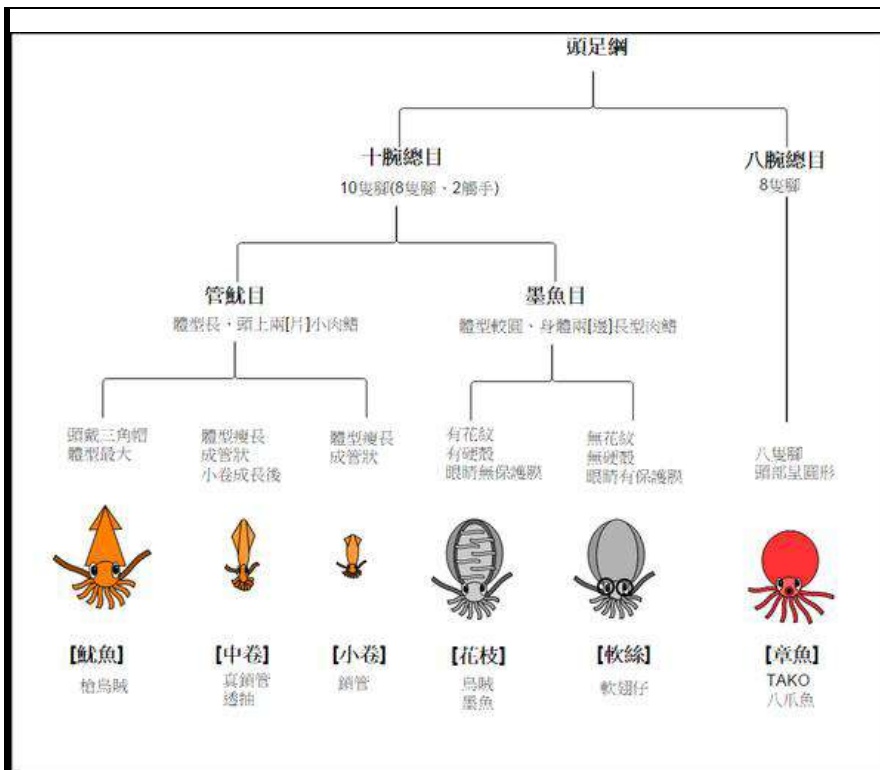 頭足綱
十腕總目
10隻腳(8隻腳、2觸手)
八腕總目
8隻腳
管魷目
體型長、頭上兩[片]小肉鰭
墨魚目
體型較圓、身體兩[邊]長型肉鰭
頭戴三角帽
體型最大
體型瘦長
成管狀
小卷成長後
體型瘦長
成管狀
有花紋
有硬殼
眼睛無保護膜
無花紋
無硬殼
眼睛有保護膜
八隻腳
頭部呈圓形
[魷魚]
槍烏賊
[中卷]
真鎖管
透抽
[小卷]
鎖管
[花枝]
烏賊
墨魚
[軟絲]
軟翅仔
[章魚]
TAKO
八爪魚